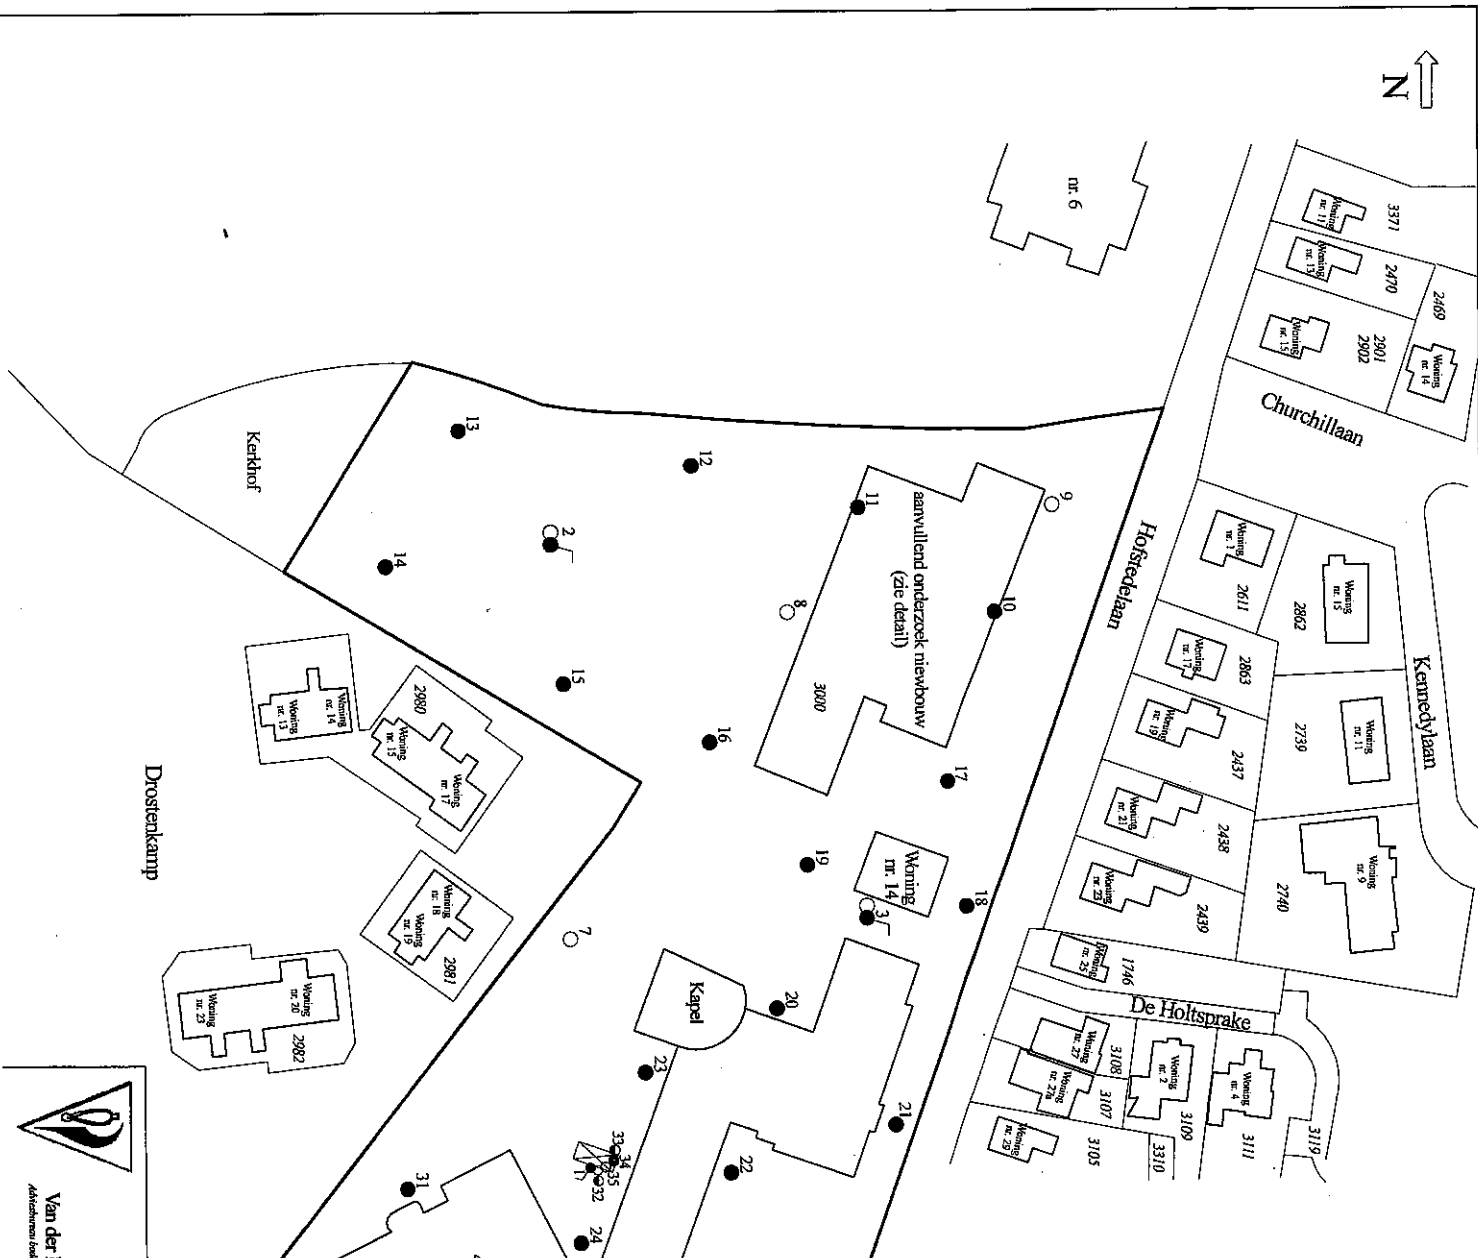 N
nr. 6
3371
Woning
nr. 11
2470
Woning
nr. 13
2469
2901
2902
Woning
nr. 15
Woning
nr. 14
Churchillaan
Kennedylaan
Hofstedelaan
Woning
nr. 1
2611
2862
Woning
nr. 15
Woning
nr. 17
2863
Woning
nr. 11
2739
Woning
nr. 19
2437
Woning
nr. 21
2438
Woning
nr. 9
2740
Woning
nr. 23
2439
Woning
nr. 25
1746
De Holtsprake
Woning
nr. 27
3108
Woning
nr. 27a
3107
Woning
nr. 2
3109
Woning
nr. 4
3111
3119
3310
Woning
nr. 29
3105
9
10
11
aanvullend onderzoek niewbouw
(zie detail)
3000
12
13
2
14
8
15
16
17
18
19
Woning
nr. 14
3
7
Kapel
20
21
22
23
33
34
35
1
32
24
31
Kerkhof
Woning
nr. 14
Woning
nr. 13
2980
Woning
nr. 15
Woning
nr. 17
Woning
nr. 18
Woning
nr. 19
2981
Drostenkamp
Woning
nr. 20
Woning
nr. 23
2982
Van der